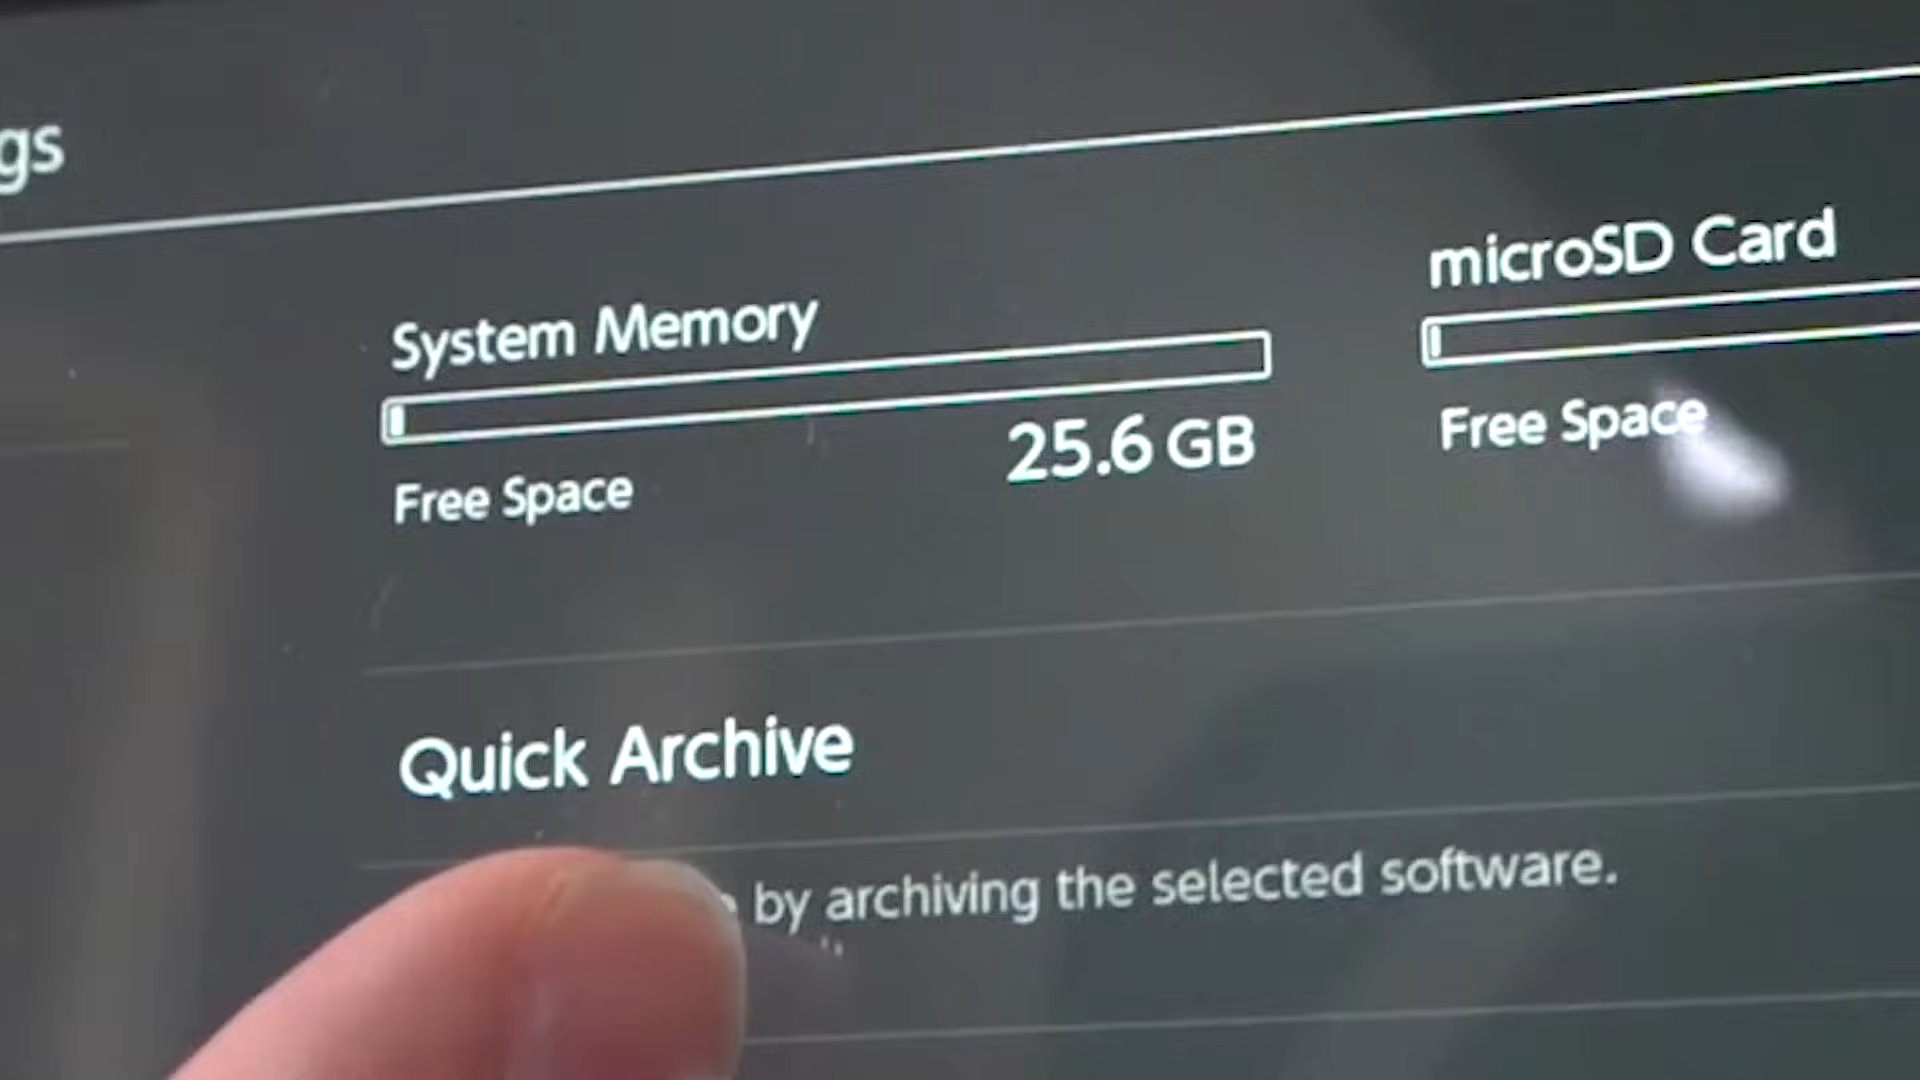 gs
System Memory
25.6 GB
Free Space
microSD Card
Free Space
Quick Archive
by archiving the selected software.